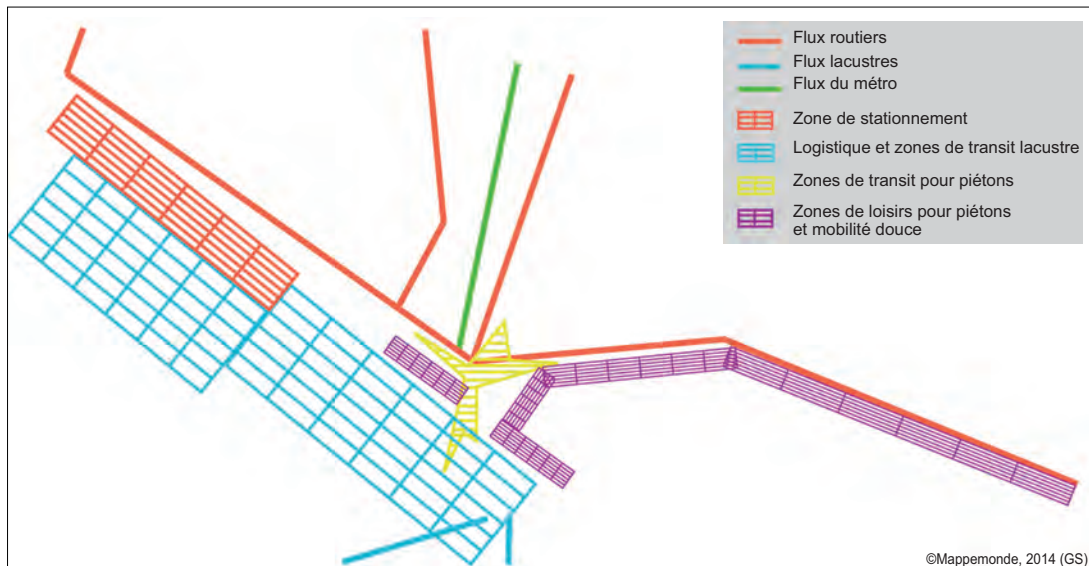 Flux routiers
Flux lacustres
Flux du métro
Zone de stationnement
Logistique et zones de transit lacustre
Zones de transit pour piétons
Zones de loisirs pour piétons
et mobilité douce
©Mappemonde, 2014 (GS)